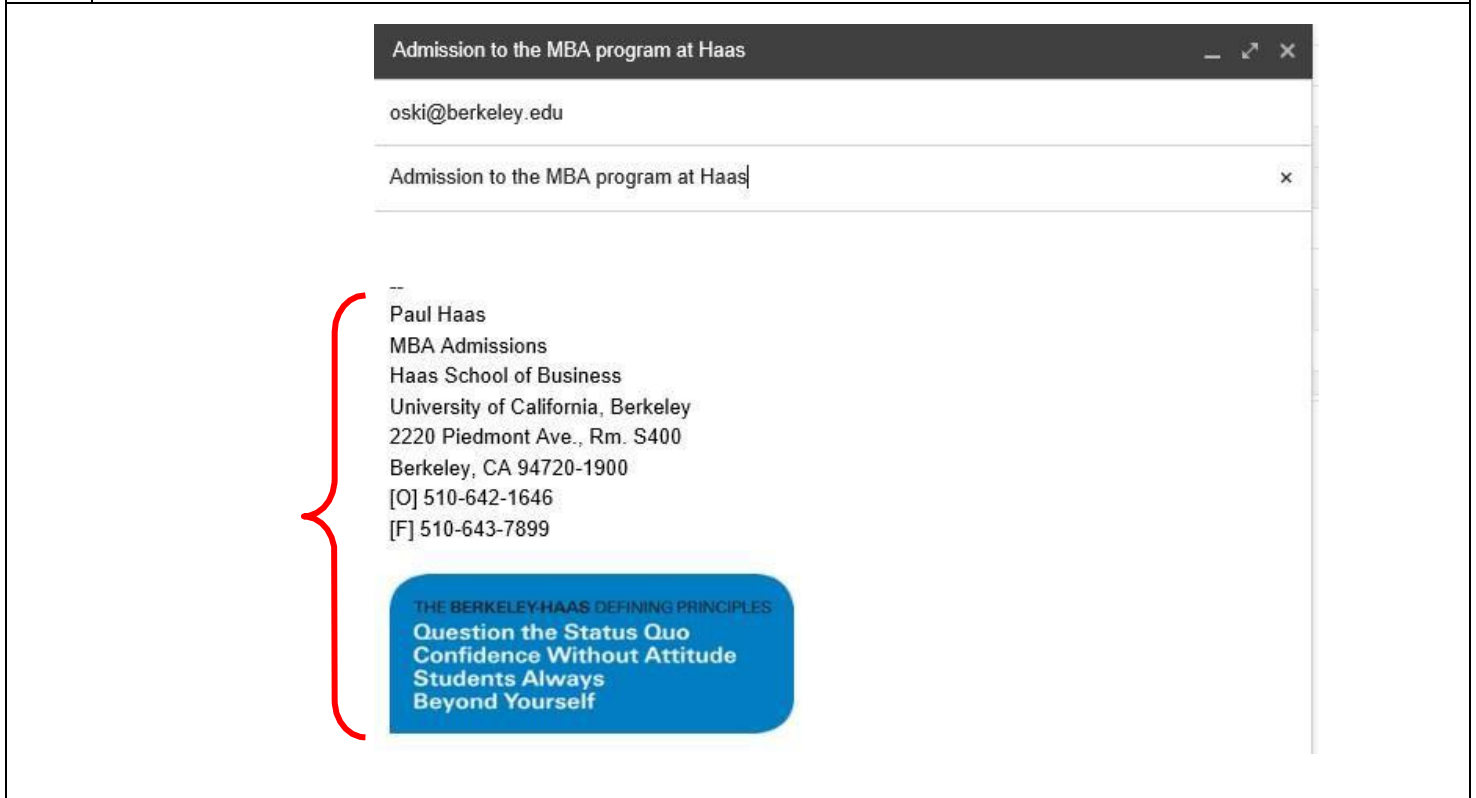 Admission to the MBA program at Haas
oski@berkeley.edu
Admission to the MBA program at Haas
--
Paul Haas
MBA Admissions
Haas School of Business
University of California, Berkeley
2220 Piedmont Ave., Rm. S400
Berkeley, CA 94720-1900
[O] 510-642-1646
[F] 510-643-7899
THE BERKELEY-HAAS DEFINING PRINCIPLES
Question the Status Quo
Confidence Without Attitude
Students Always
Beyond Yourself